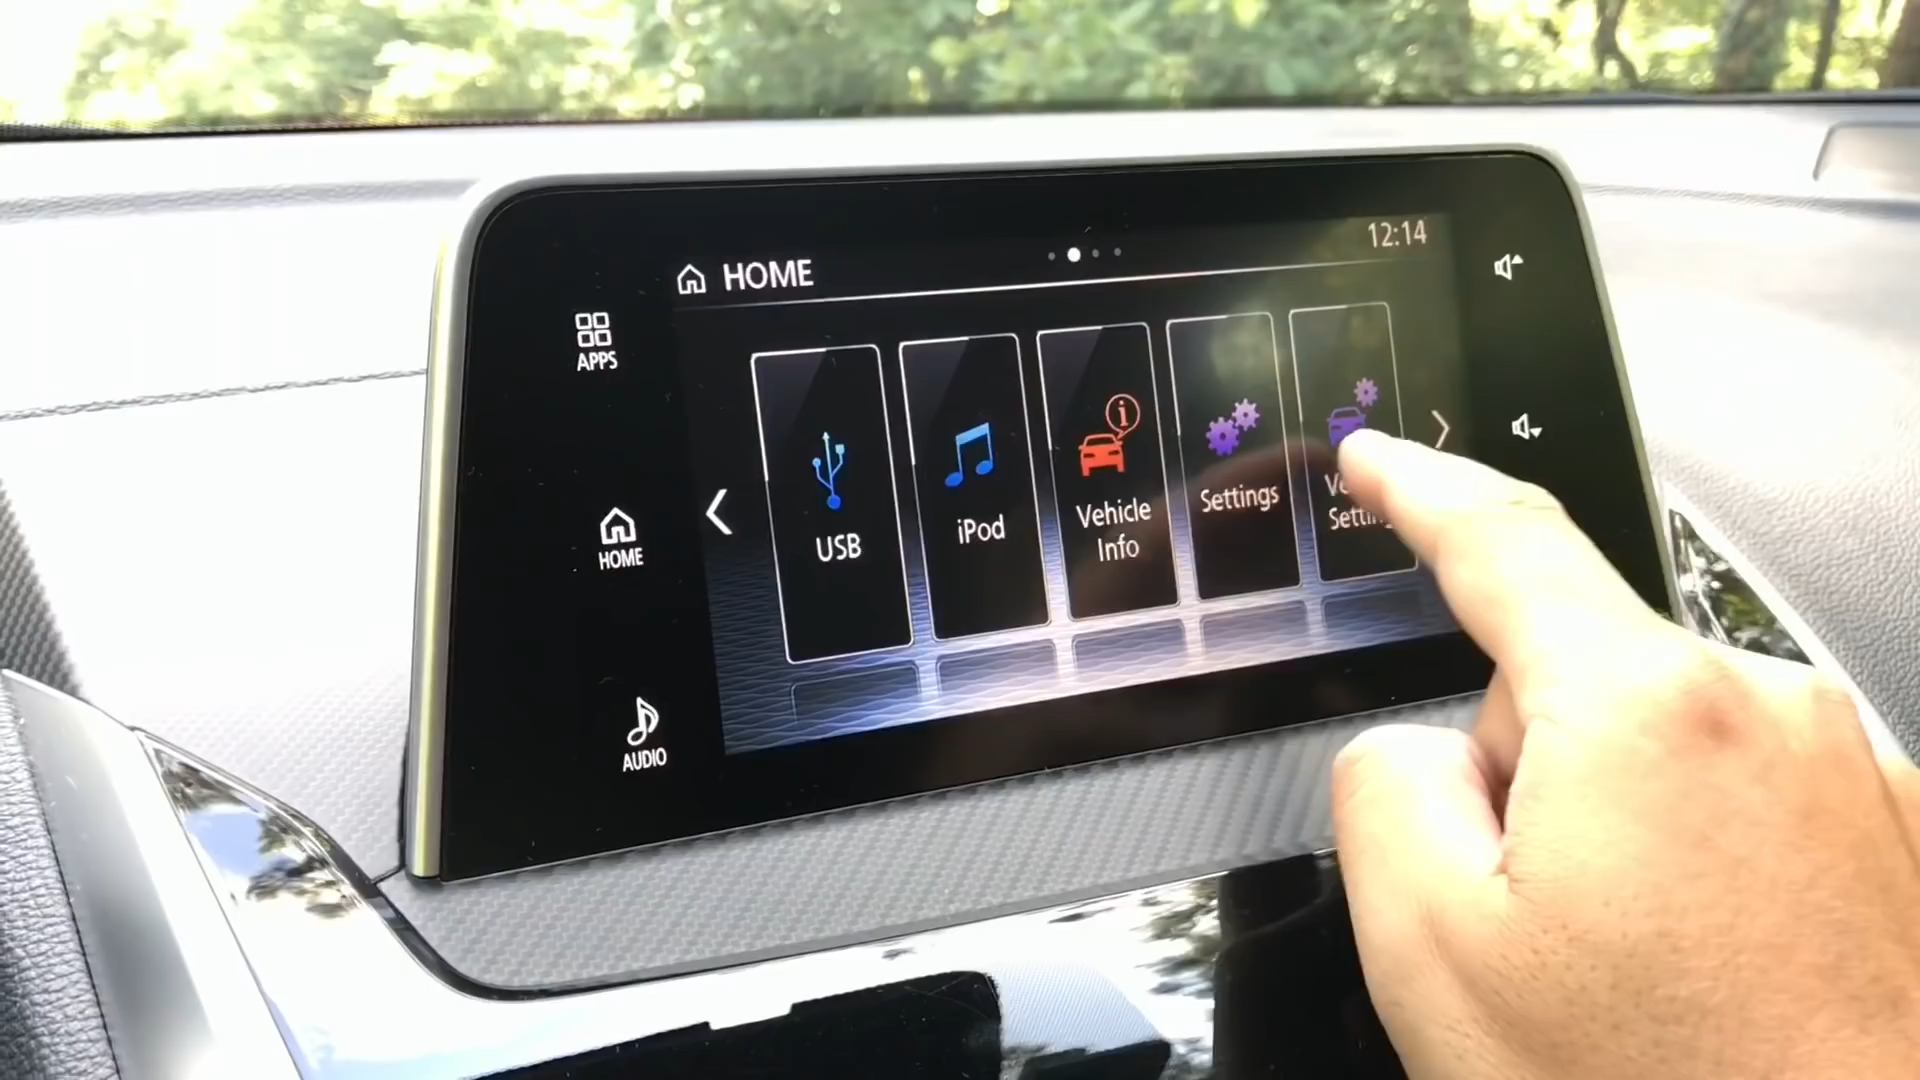 12:14
HOME
APPS
HOME
AUDIO
USB
iPod
Vehicle
Info
Settings